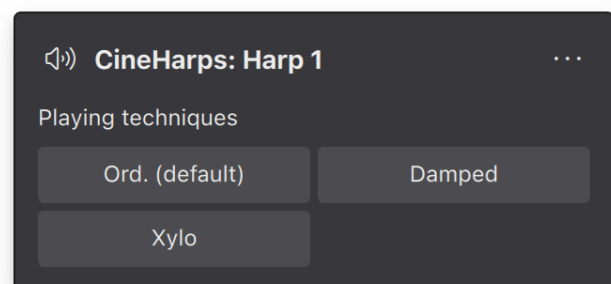 CineHarps: Harp 1
Playing techniques
Ord. (default) Damped
Xylo